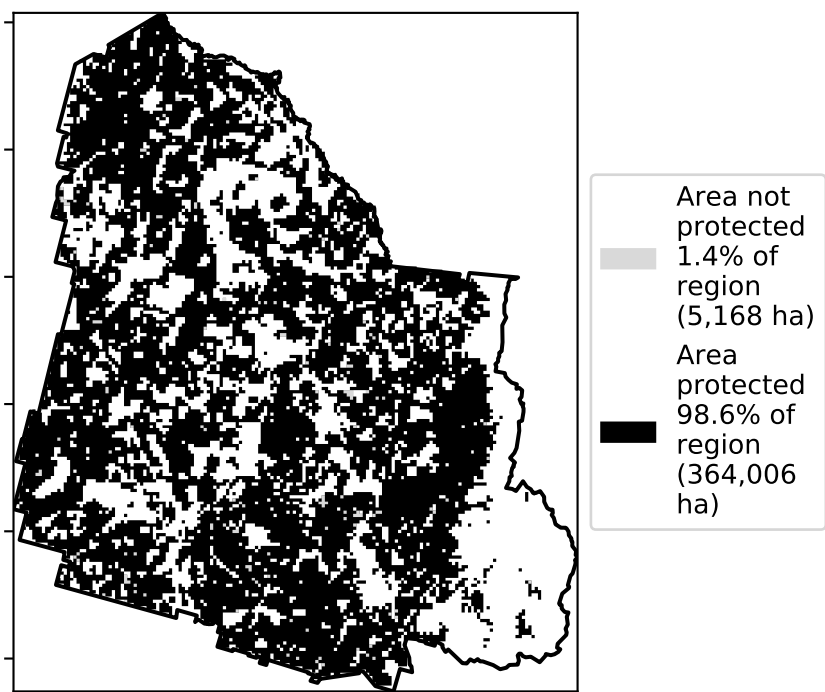 Area not
protected
1.4% of
region
(5,168 ha)
Area
protected
98.6% of
region
(364,006
ha)